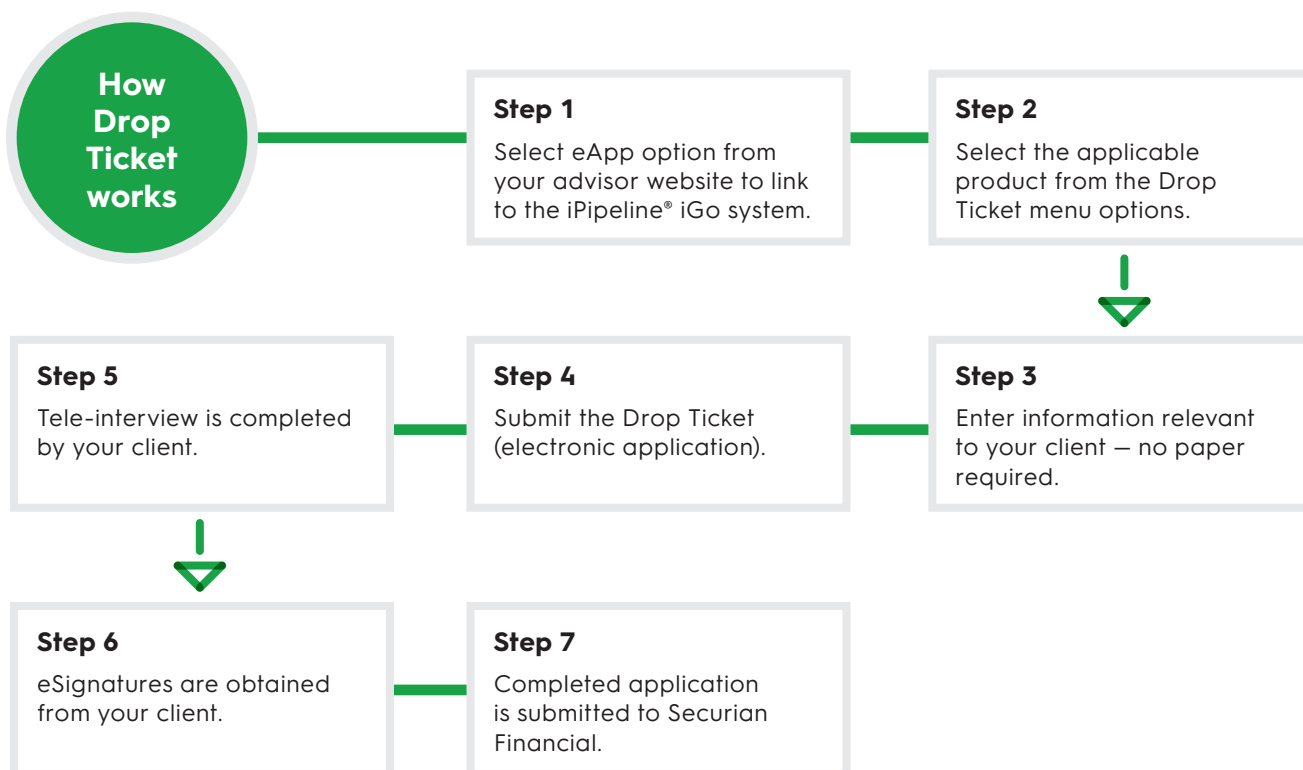 How
Drop
Ticket
works
Step 1
Select eApp option from
your advisor website to link
to the iPipeline® iGo system.
Step 2
Select the applicable
product from the Drop
Ticket menu options.
Step 3
Enter information relevant
to your client — no paper
required.
Step 4
Submit the Drop Ticket
(electronic application).
Step 5
Tele-interview is completed
by your client.
Step 6
eSignatures are obtained
from your client.
Step 7
Completed application
is submitted to Securian
Financial.